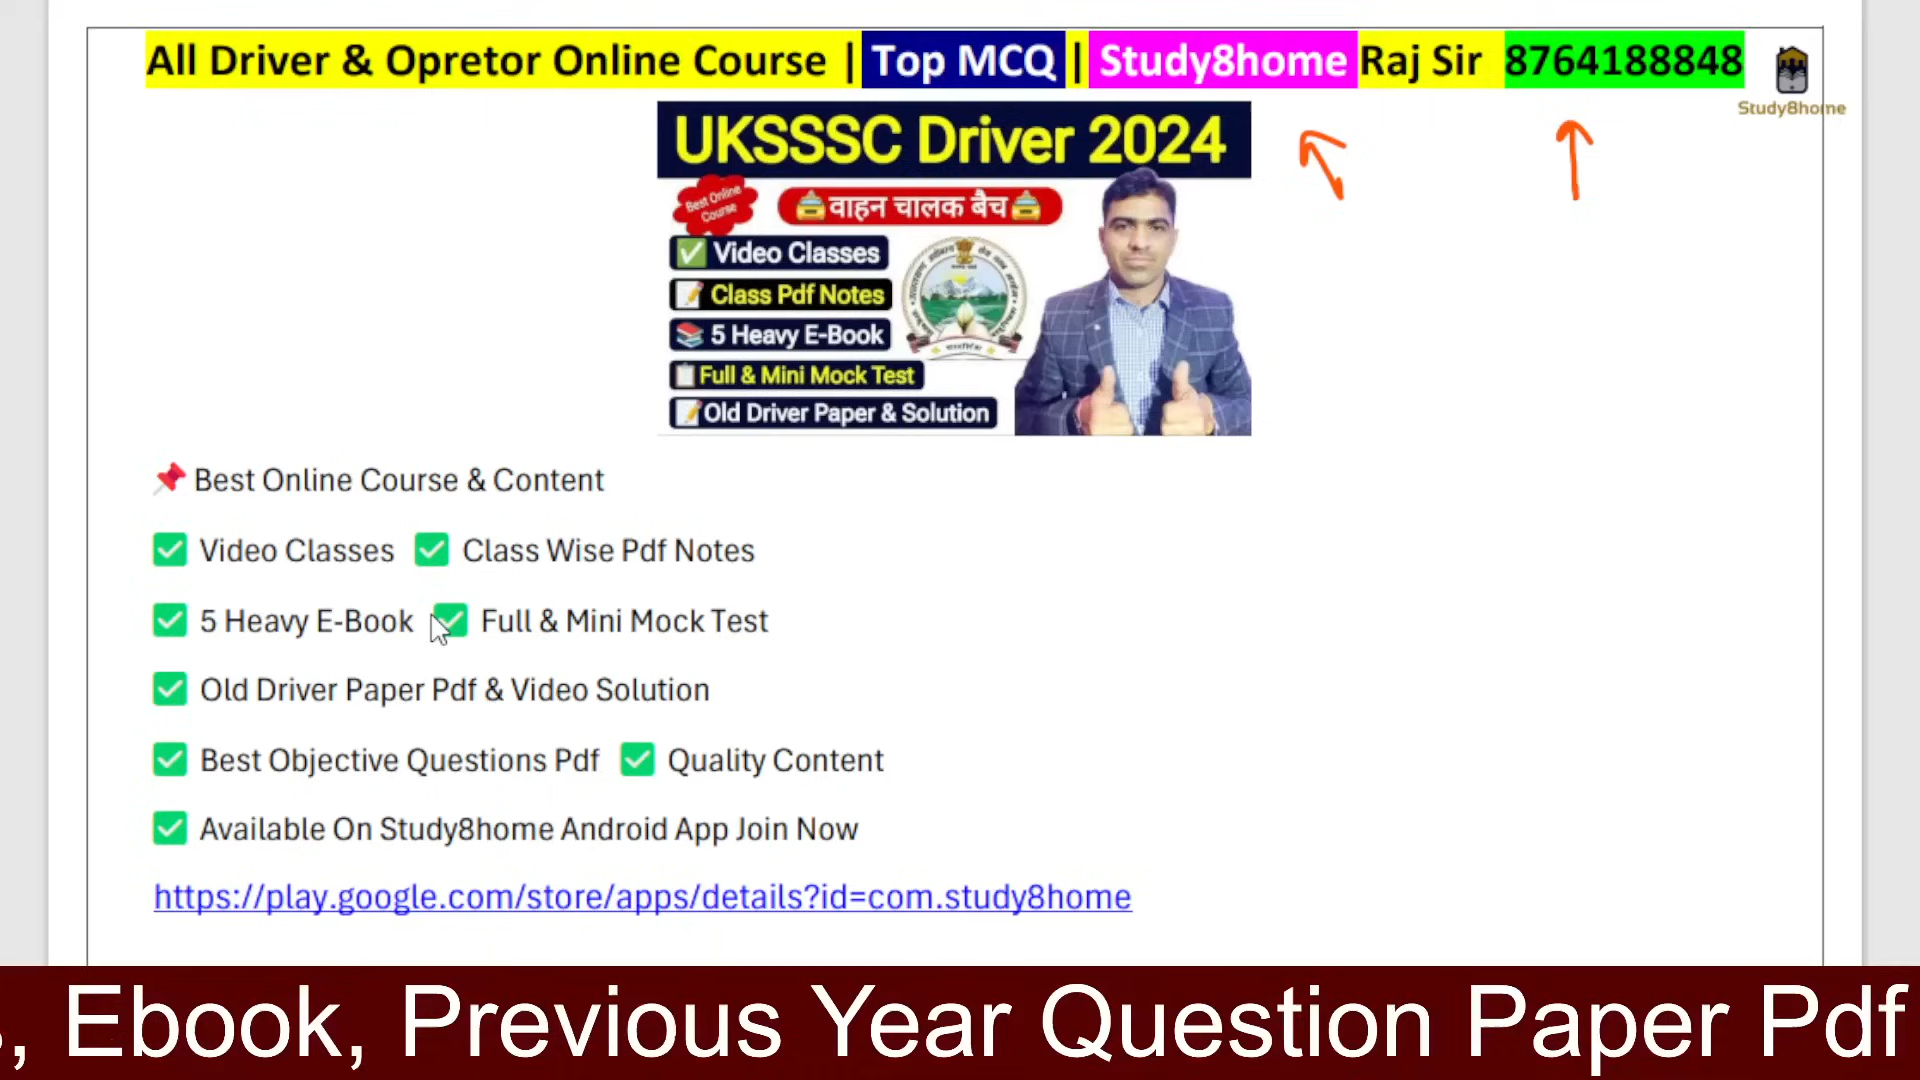 All Driver & Opretor Online Course | Top MCQ | Study8home Raj Sir 8764188848
Study8home
UKSSSC Driver 2024
Best Online
Course
वाहन चालक बैच
Video Classes
Class Pdf Notes
5 Heavy E-Book
Full & Mini Mock Test
Old Driver Paper & Solution
Best Online Course & Content
Video Classes Class Wise Pdf Notes
5 Heavy E-Book Full & Mini Mock Test
Old Driver Paper Pdf & Video Solution
Best Objective Questions Pdf Quality Content
Available On Study8home Android App Join Now
https://play.google.com/store/apps/details?id=com.study8home
, Ebook, Previous Year Question Paper Pdf